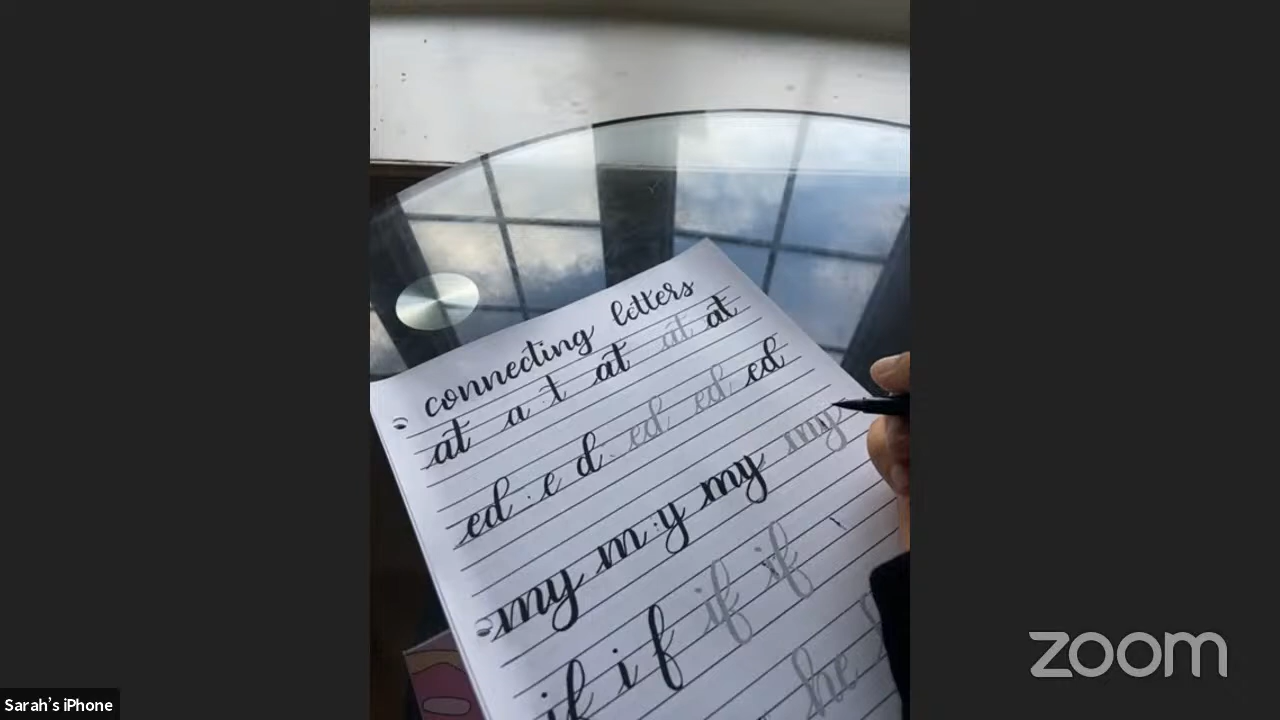 connecting letters
at a t at at at
ed e d ed ed ed
my m y my my
if i f if if
he
zoom
Sarah's iPhone